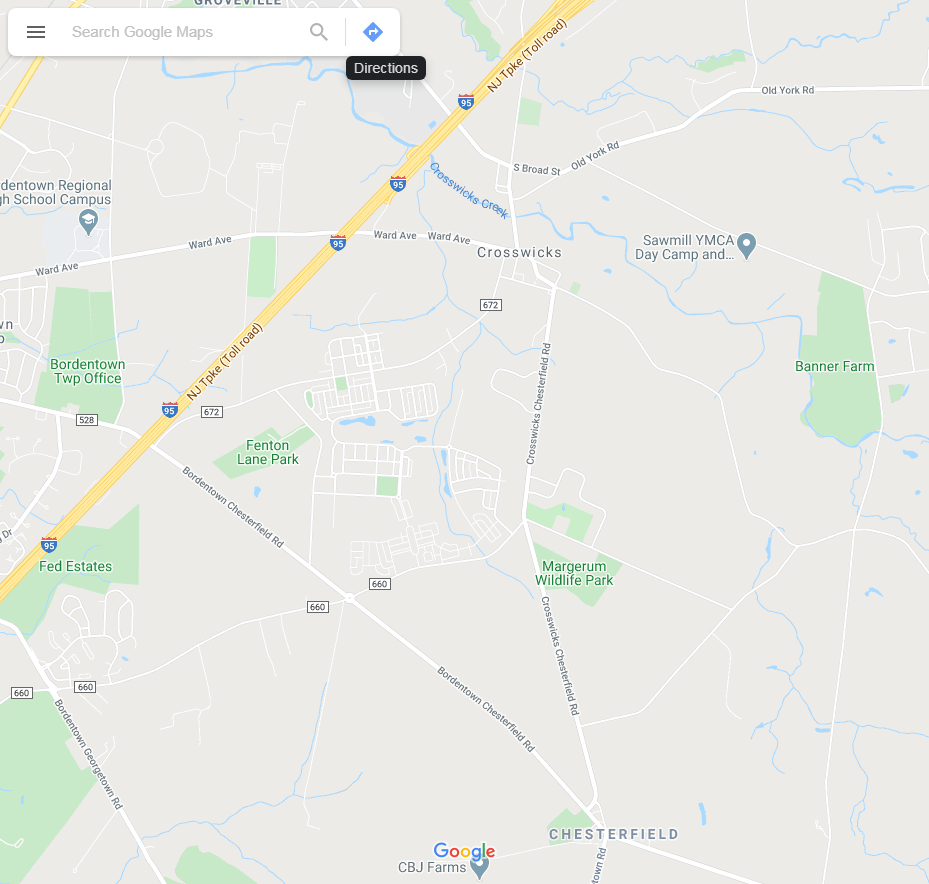 GROVEVILLE
Search Google Maps
Directions
NJ Tpke (Toll road)
Old York Rd
95
S Broad St
Old York Rd
95
Crosswicks Creek
rdentown Regional
gh School Campus
Ward Ave
Ward Ave
Ward Ave
Ward Ave
95
Crosswicks
Sawmill YMCA
Day Camp and...
672
wn
p
NJ Tpke (Toll road)
Bordentown
Twp Office
Banner Farm
Crosswicks Chesterfield Rd
95
672
528
Fenton
Lane Park
Bordentown Chesterfield Rd
g Dr
95
Fed Estates
Margerum
Wildlife Park
660
660
Crosswicks Chesterfield Rd
660
660
Bordentown Chesterfield Rd
Bordentown Georgetown Rd
CHESTERFIELD
Google
CBJ Farms
town Rd